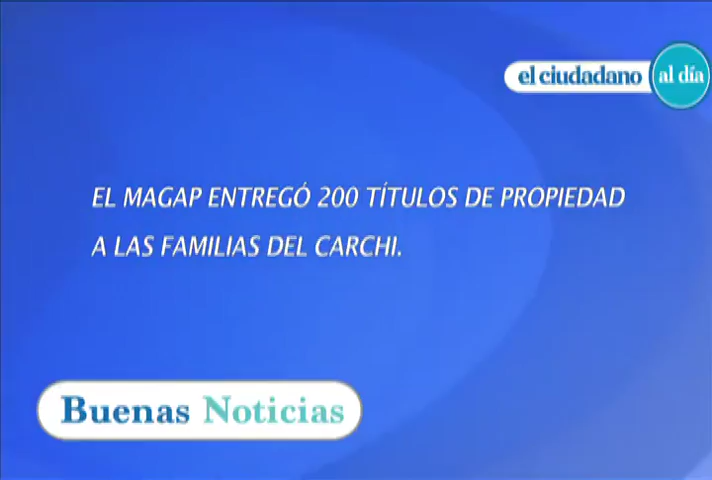 el ciudadano al día
EL MAGAP ENTREGÓ 200 TÍTULOS DE PROPIEDAD
A LAS FAMILIAS DEL CARCHI.
Buenas Noticias